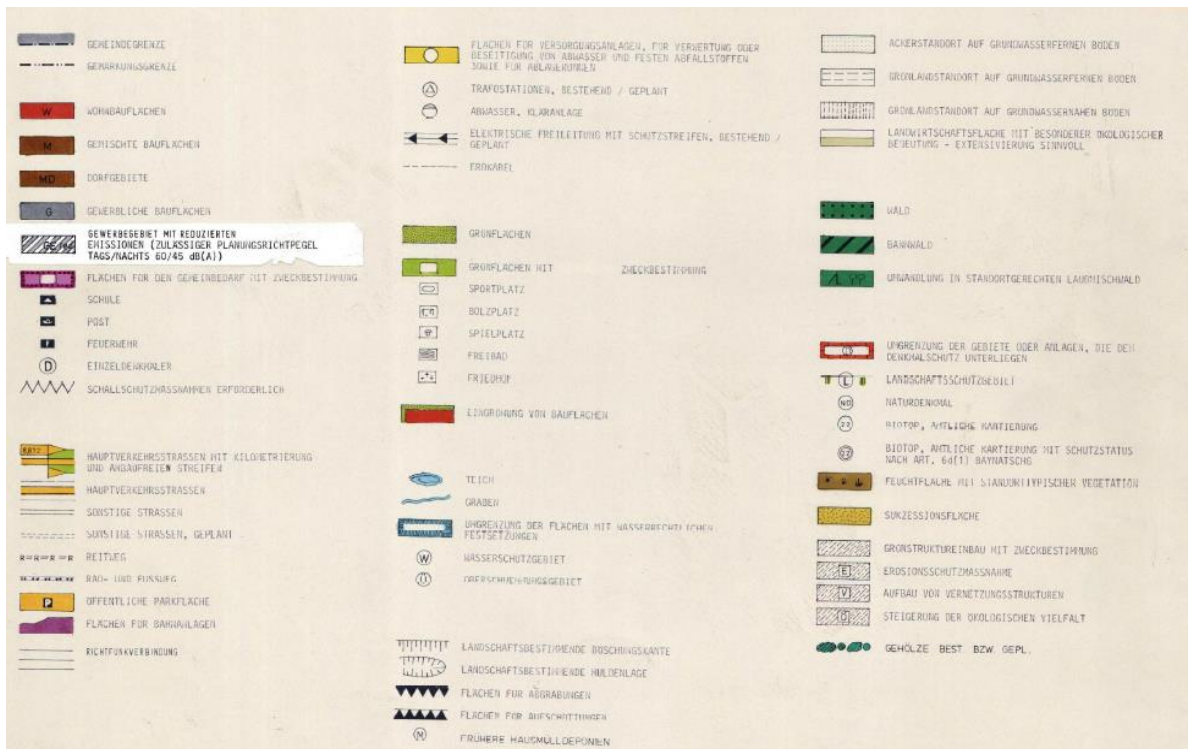 GEMEINDEGRENZE
GEMARKUNGSGRENZE
W WOHNBAUFLÄCHEN
M GEMISCHTE BAUFLÄCHEN
MD DORFGEBIETE
G GEWERBLICHE BAUFLÄCHEN
GEWERBEGEBIET MIT REDUZIERTEN
EMISSIONEN (ZULÄSSIGER PLANUNGSRICHTPEGEL
TAGS/NACHTS 60/45 dB(A))
FLÄCHEN FÜR DEN GEMEINBEDARF MIT ZWECKBESTIMMUNG
SCHULE
POST
F FEUERWEHR
D EINZELDENKMÄLER
SCHALLSCHUTZMASSNAHMEN ERFORDERLICH
HAUPTVERKEHRSSTRASSEN MIT KILOMETRIERUNG
UND ANBAUFREIEN STREIFEN
HAUPTVERKEHRSSTRASSEN
SONSTIGE STRASSEN
SONSTIGE STRASSEN, GEPLANT
R=R=R=R REITWEG
RAD- UND FUSSWEG
P ÖFFENTLICHE PARKFLÄCHE
FLÄCHEN FÜR BAHNANLAGEN
RICHTFUNKVERBINDUNG
FLÄCHEN FÜR VERSORGUNGSANLAGEN, FÜR VERWERTUNG ODER
BESEITIGUNG VON ABWASSER UND FESTEN ABFALLSTOFFEN
SOWIE FÜR ABLAGERUNGEN
TRAFOSTATIONEN, BESTEHEND / GEPLANT
ABWASSER, KLÄRANLAGE
ELEKTRISCHE FREILEITUNG MIT SCHUTZSTREIFEN, BESTEHEND /
GEPLANT
ERDKABEL
GRÜNFLÄCHEN
GRÜNFLÄCHEN MIT ZWECKBESTIMMUNG
SPORTPLATZ
BOLZPLATZ
SPIELPLATZ
FREIBAD
FRIEDHOF
EINGRÜNUNG VON BAUFLÄCHEN
TEICH
GRABEN
UMGRENZUNG DER FLÄCHEN MIT WASSERRECHTLICHEN
FESTSETZUNGEN
W WASSERSCHUTZGEBIET
Ü ÜBERSCHWEMMUNGSGEBIET
LANDSCHAFTSBESTIMMENDE BÖSCHUNGSKANTE
LANDSCHAFTSBESTIMMENDE MULDENLAGE
FLÄCHEN FÜR ABGRABUNGEN
FLÄCHEN FÜR AUFSCHÜTTUNGEN
M FRÜHERE HAUSMÜLLDEPONIEN
ACKERSTANDORT AUF GRUNDWASSERFERNEN BODEN
GRÜNLANDSTANDORT AUF GRUNDWASSERFERNEN BODEN
GRÜNLANDSTANDORT AUF GRUNDWASSERNAHEN BODEN
LANDWIRTSCHAFTSFLÄCHE MIT BESONDERER ÖKOLOGISCHER
BEDEUTUNG - EXTENSIVIERUNG SINNVOLL
WALD
BANNWALD
UMWANDLUNG IN STANDORTGERECHTEN LAUBMISCHWALD
UMGRENZUNG DER GEBIETE ODER ANLAGEN, DIE DEM
DENKMALSCHUTZ UNTERLIEGEN
L LANDSCHAFTSSCHUTZGEBIET
ND NATURDENKMAL
22 BIOTOP, AMTLICHE KARTIERUNG
22 BIOTOP, AMTLICHE KARTIERUNG MIT SCHUTZSTATUS
NACH ART. 6d(1) BAYNATSCHG
FEUCHTFLÄCHE MIT STANDORTTYPISCHER VEGETATION
SUKZESSIONSFLÄCHE
GRÜNSTRUKTUREINBAU MIT ZWECKBESTIMMUNG
E EROSIONSSCHUTZMASSNAHME
V AUFBAU VON VERNETZUNGSSTRUKTUREN
Ö STEIGERUNG DER ÖKOLOGISCHEN VIELFALT
GEHÖLZE BEST BZW. GEPL.